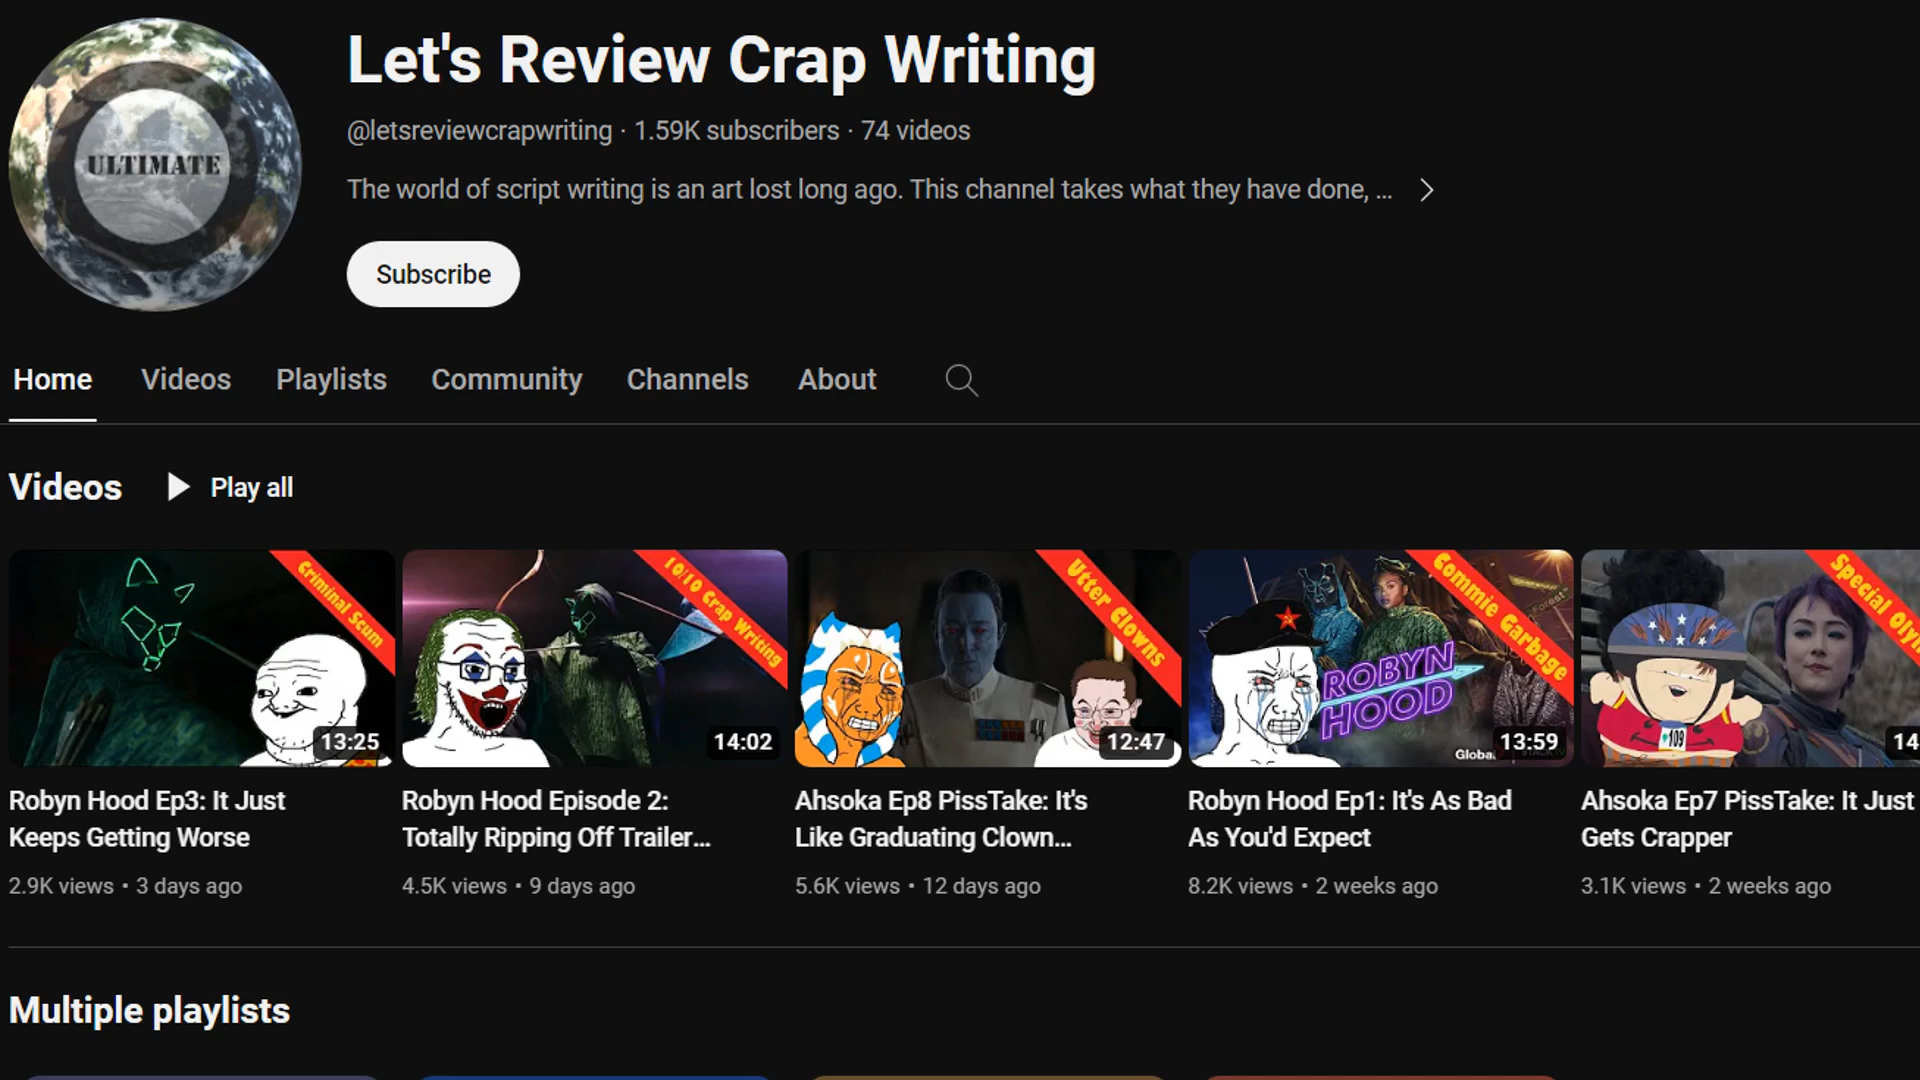 Let's Review Crap Writing
ULTIMATE
@letsreviewcrapwriting · 1.59K subscribers · 74 videos
The world of script writing is an art lost long ago. This channel takes what they have done, ...
Subscribe
Home Videos Playlists Community Channels About
Videos Play all
Criminal Scum
13:25
10/10 Crap Writing
14:02
Utter Clowns
12:47
Commie Garbage
ROBYN
HOOD
Global
13:59
Special
109
14
Robyn Hood Ep3: It Just
Keeps Getting Worse
2.9K views • 3 days ago
Robyn Hood Episode 2:
Totally Ripping Off Trailer...
4.5K views • 9 days ago
Ahsoka Ep8 PissTake: It's
Like Graduating Clown...
5.6K views • 12 days ago
Robyn Hood Ep1: It's As Bad
As You'd Expect
8.2K views • 2 weeks ago
Ahsoka Ep7 PissTake: It Just
Gets Crapper
3.1K views • 2 weeks ago
Multiple playlists